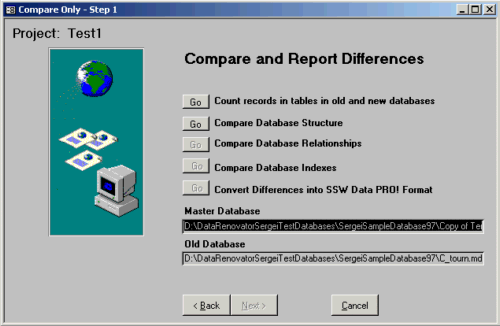 Compare Only - Step 1
Project: Test1
Compare and Report Differences
Go Count records in tables in old and new databases
Go Compare Database Structure
Go Compare Database Relationships
Go Compare Database Indexes
Go Convert Differences into SSW Data PRO! Format
Master Database
D:\DataRenovatorSergeiTestDatabases\SergeiSampleDatabase97\Copy of
Old Database
D:\DataRenovatorSergeiTestDatabases\SergeiSampleDatabase97\C_tourn.md
< Back Next > Cancel